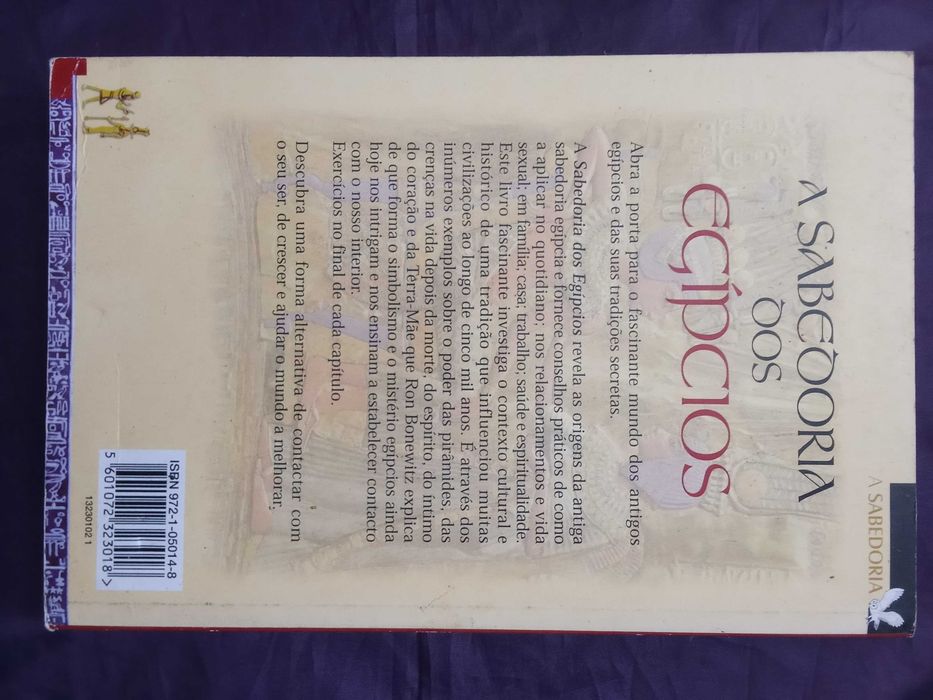 A SABEDORIA
A SABEDORIA
DOS
EGÍPCIOS
Abra a porta para o fascinante mundo dos antigos
egípcios e das suas tradições secretas.
A Sabedoria dos Egípcios revela as origens da antiga
sabedoria egípcia e fornece conselhos práticos de como
a aplicar no quotidiano; nos relacionamentos e vida
sexual; em família; casa; trabalho; saúde e espiritualidade.
Este livro fascinante investiga o contexto cultural e
histórico de uma tradição que influenciou muitas
civilizações ao longo de cinco mil anos. É através dos
inúmeros exemplos sobre o poder das pirâmides, das
crenças na vida depois da morte, do espírito, do íntimo
do coração e da Terra-Mãe que Ron Bonewitz explica
de que forma o simbolismo e o mistério egípcios ainda
hoje nos intrigam e nos ensinam a estabelecer contacto
com o nosso interior.
Exercícios no final de cada capítulo.
Descubra uma forma alternativa de contactar com
o seu ser, de crescer e ajudar o mundo a melhorar.
ISBN 972-1-05014-8
5 601072 323018 >
13230102 1